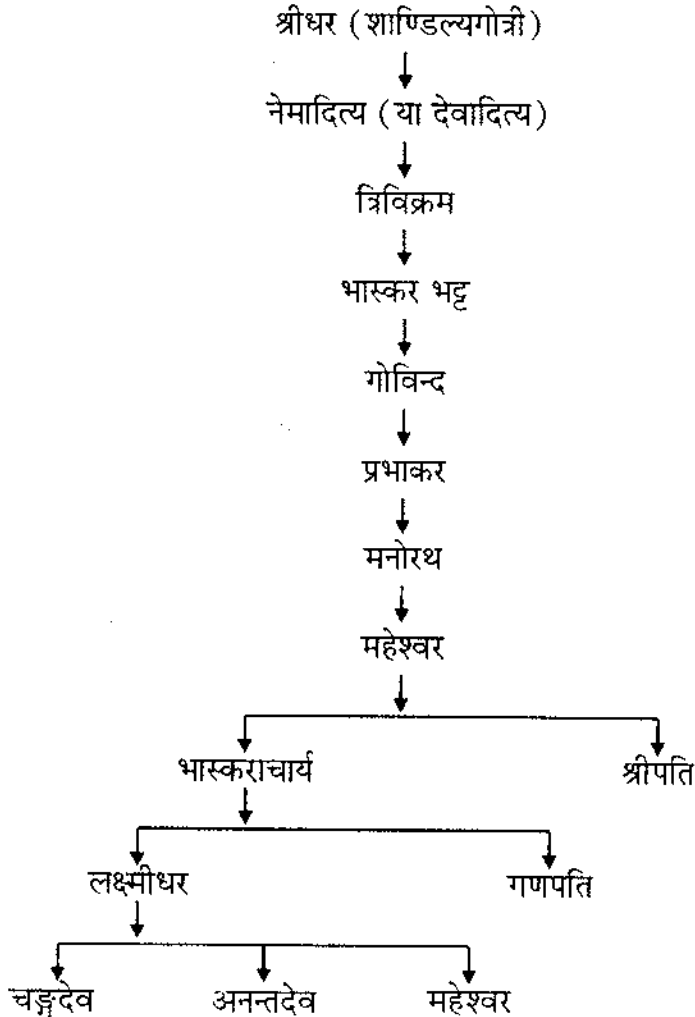 श्रीधर (शाण्डिल्यगोत्री)
नेमादित्य (या देवादित्य)
त्रिविक्रम
भास्कर भट्ट
गोविन्द
प्रभाकर
मनोरथ
महेश्वर
भास्कराचार्य श्रीपति
लक्ष्मीधर गणपति
चङ्गदेव अनन्तदेव महेश्वर